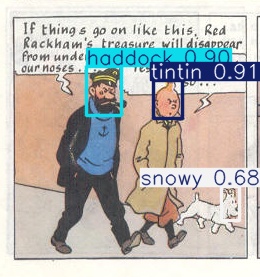 If things go on like this, Red
Rackham's treasure will disappear
from unde
our noses
haddock 0.90
tintin 0.91
snowy 0.68